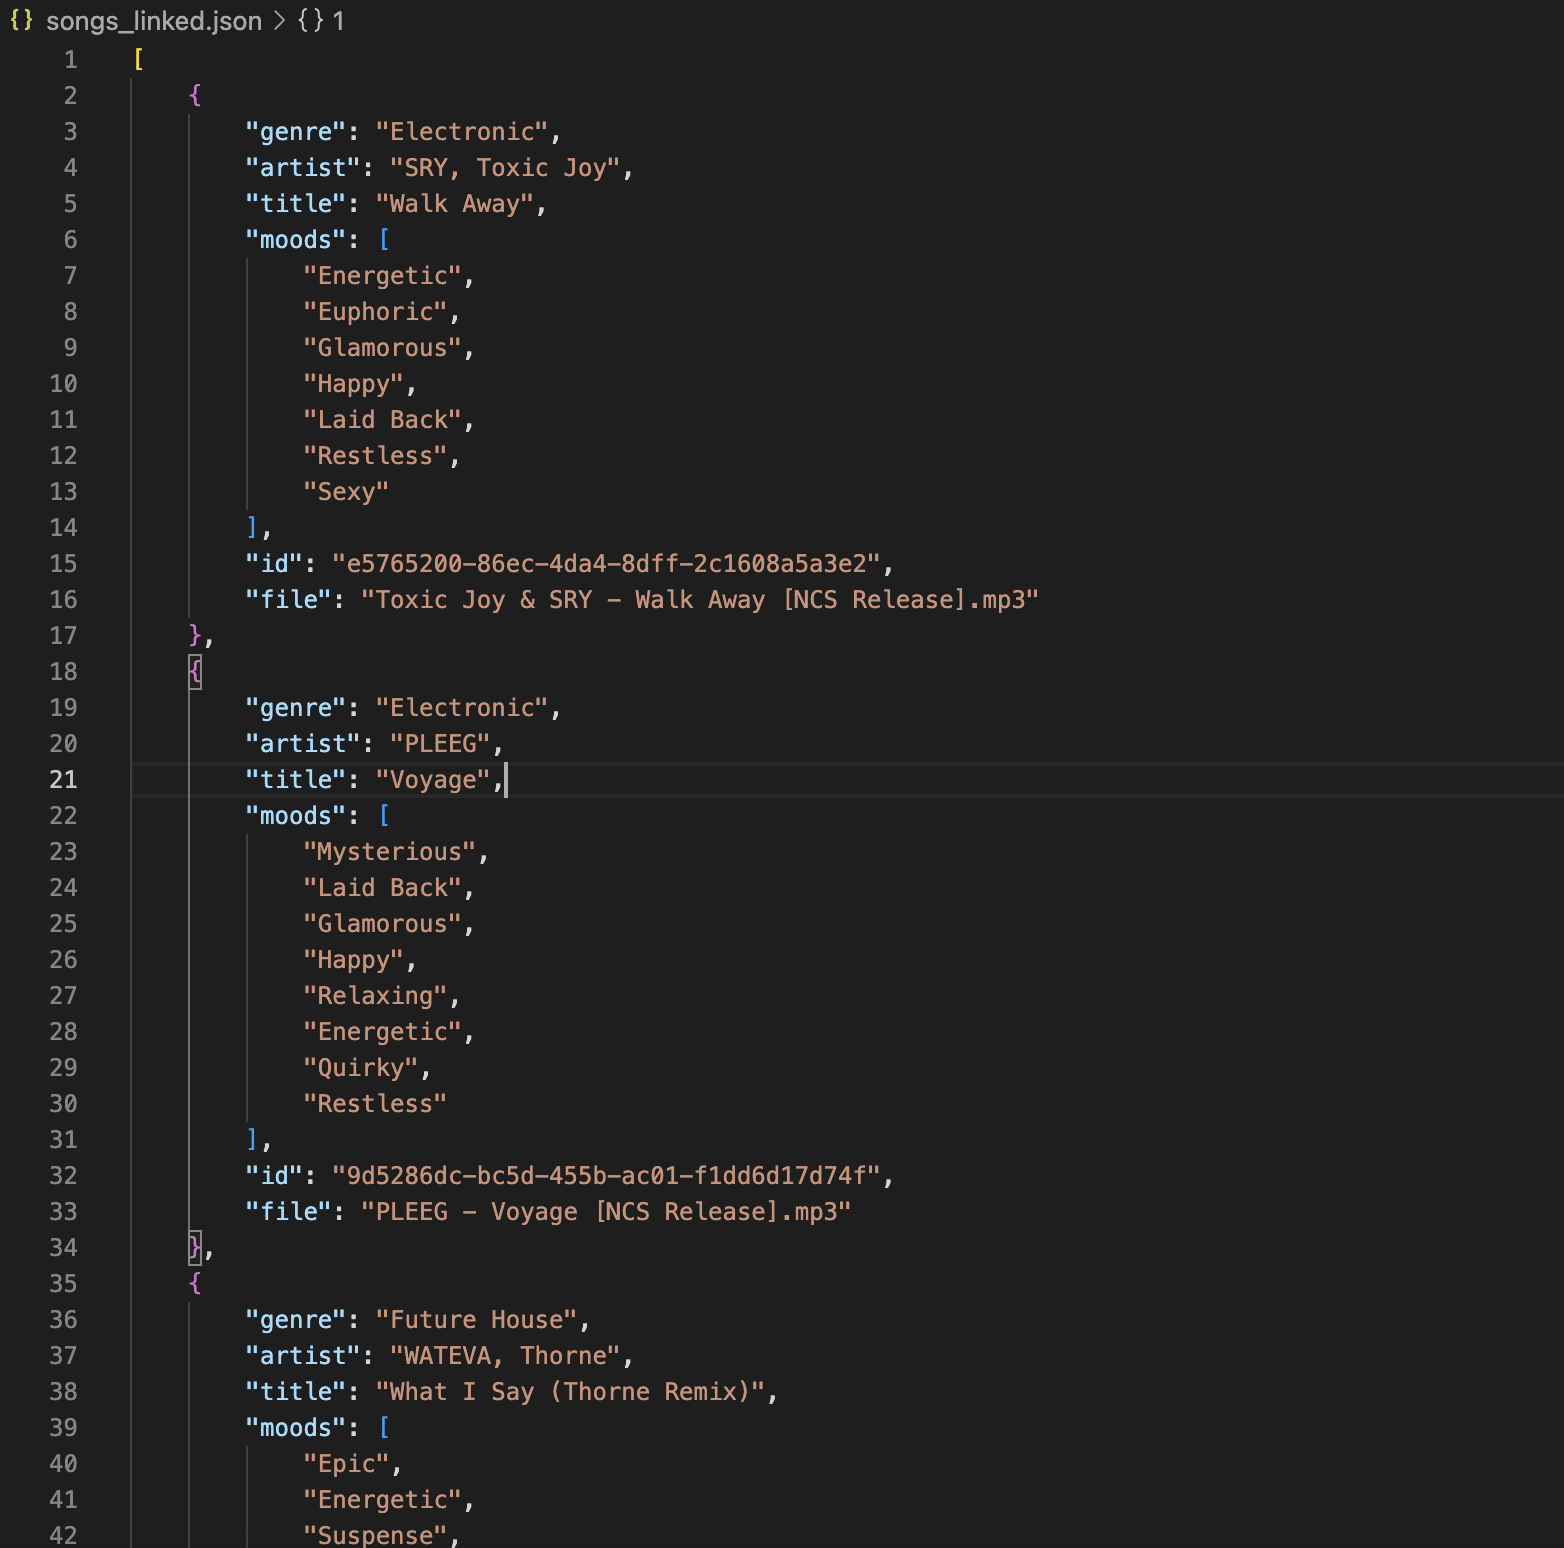 {} songs_linked.json > {} 1
1 [
2 {
3 "genre": "Electronic",
4 "artist": "SRY, Toxic Joy",
5 "title": "Walk Away",
6 "moods": [
7 "Energetic",
8 "Euphoric",
9 "Glamorous",
10 "Happy",
11 "Laid Back",
12 "Restless",
13 "Sexy"
14 ],
15 "id": "e5765200-86ec-4da4-8dff-2c1608a5a3e2",
16 "file": "Toxic Joy & SRY - Walk Away [NCS Release].mp3"
17 },
18 {
19 "genre": "Electronic",
20 "artist": "PLEEG",
21 "title": "Voyage",
22 "moods": [
23 "Mysterious",
24 "Laid Back",
25 "Glamorous",
26 "Happy",
27 "Relaxing",
28 "Energetic",
29 "Quirky",
30 "Restless"
31 ],
32 "id": "9d5286dc-bc5d-455b-ac01-f1dd6d17d74f",
33 "file": "PLEEG - Voyage [NCS Release].mp3"
34 },
35 {
36 "genre": "Future House",
37 "artist": "WATEVA, Thorne",
38 "title": "What I Say (Thorne Remix)",
39 "moods": [
40 "Epic",
41 "Energetic",
42 "Suspense",